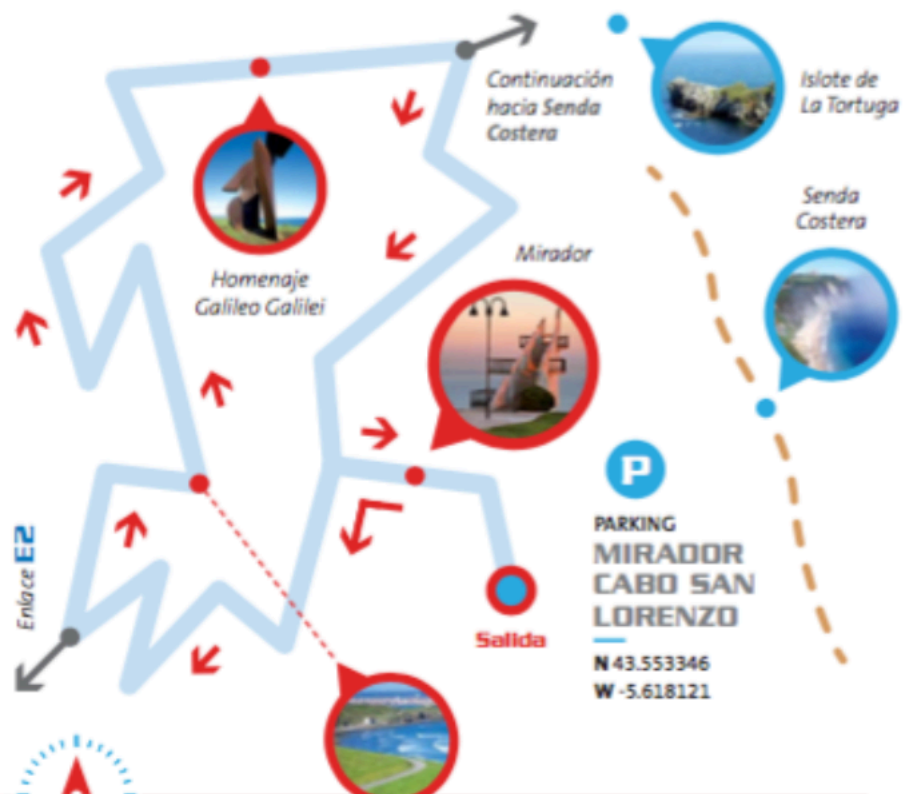 Continuación
hacia Senda
Costera
Islote de
La Tortuga
Senda
Costera
Homenaje
Galileo Galilei
Mirador
P
PARKING
MIRADOR
CABO SAN
LORENZO
N 43.553346
W -5.618121
Enlace E2
Salida